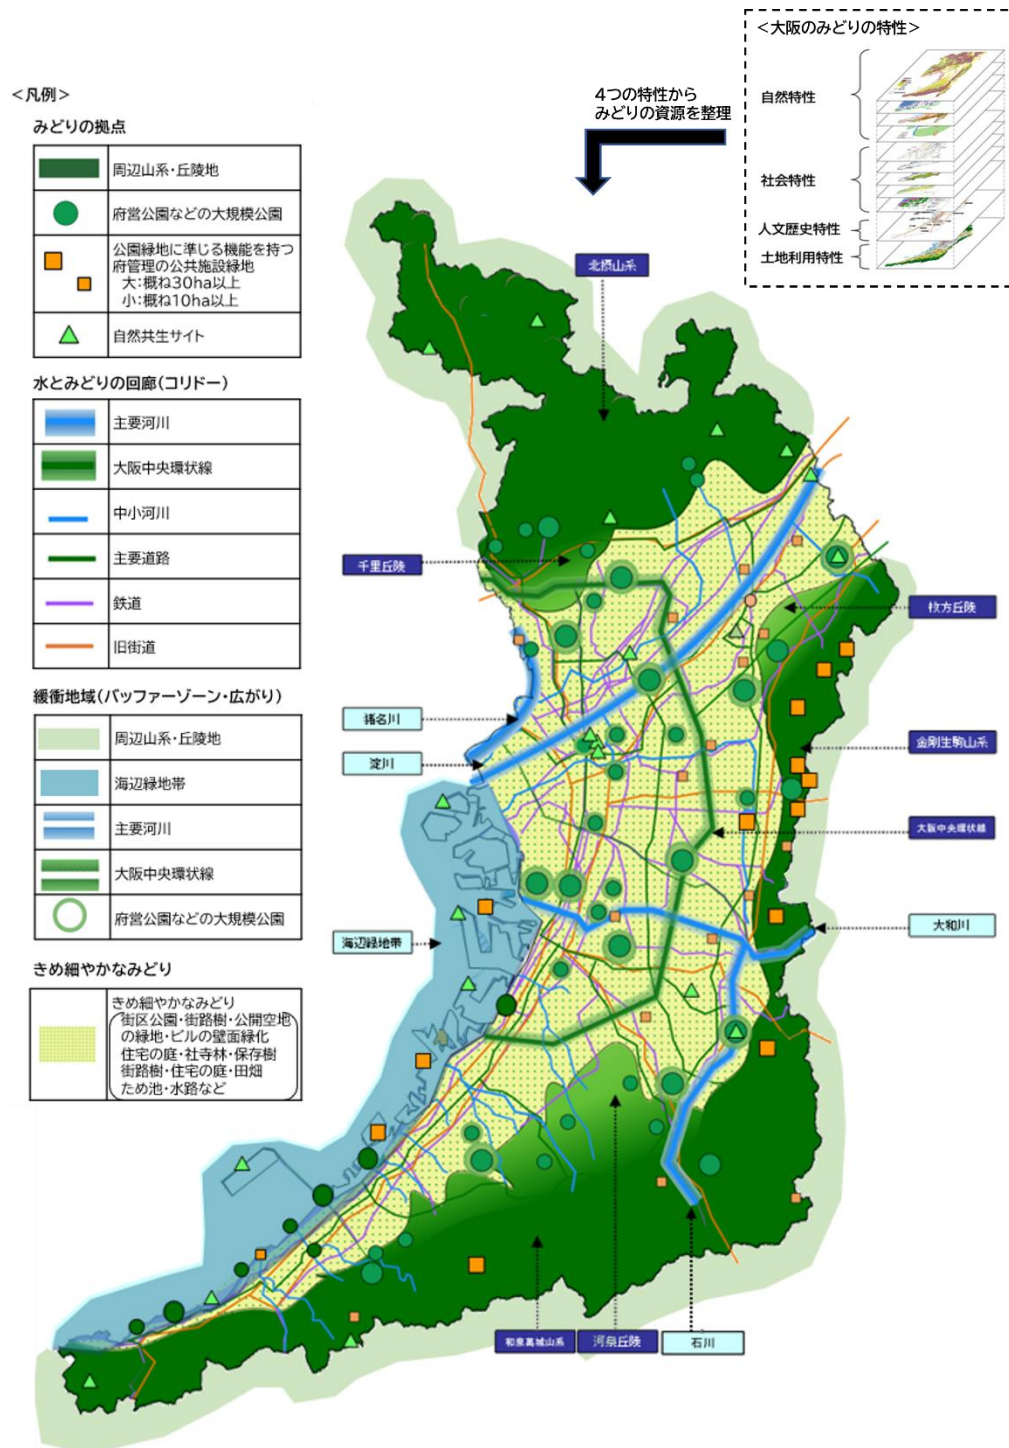 <大阪のみどりの特性>
自然特性
社会特性
人文歴史特性
土地利用特性
4つの特性から
みどりの資源を整理
<凡例>
みどりの拠点
周辺山系・丘陵地
府営公園などの大規模公園
公園緑地に準じる機能を持つ
府管理の公共施設緑地
大:概ね30ha以上
小:概ね10ha以上
自然共生サイト
水とみどりの回廊(コリドー)
主要河川
大阪中央環状線
中小河川
主要道路
鉄道
旧街道
緩衝地域(バッファーゾーン・広がり)
周辺山系・丘陵地
海辺緑地帯
主要河川
大阪中央環状線
府営公園などの大規模公園
きめ細やかなみどり
きめ細やかなみどり
街区公園・街路樹・公開空地
の緑地・ビルの壁面緑化
住宅の庭・社寺林・保存樹
街路樹・住宅の庭・田畑
ため池・水路など
北摂山系
千里丘陵
枚方丘陵
猪名川
淀川
金剛生駒山系
大阪中央環状線
大和川
海辺緑地帯
和泉葛城山系
河泉丘陵
石川